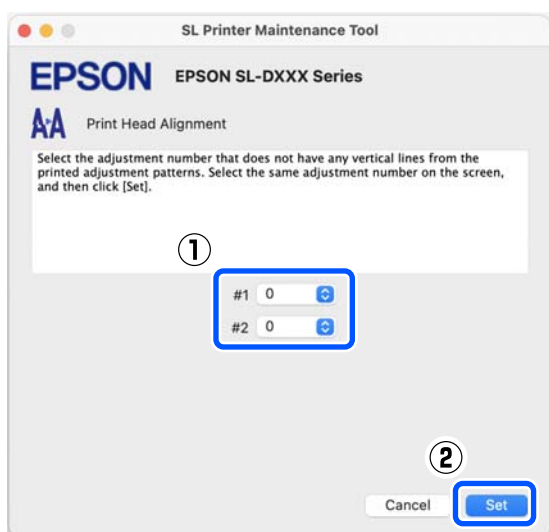 SL Printer Maintenance Tool
EPSON EPSON SL-DXXX Series
Print Head Alignment
Select the adjustment number that does not have any vertical lines from the
printed adjustment patterns. Select the same adjustment number on the screen,
and then click [Set].
①
#1 0
#2 0
②
Cancel Set